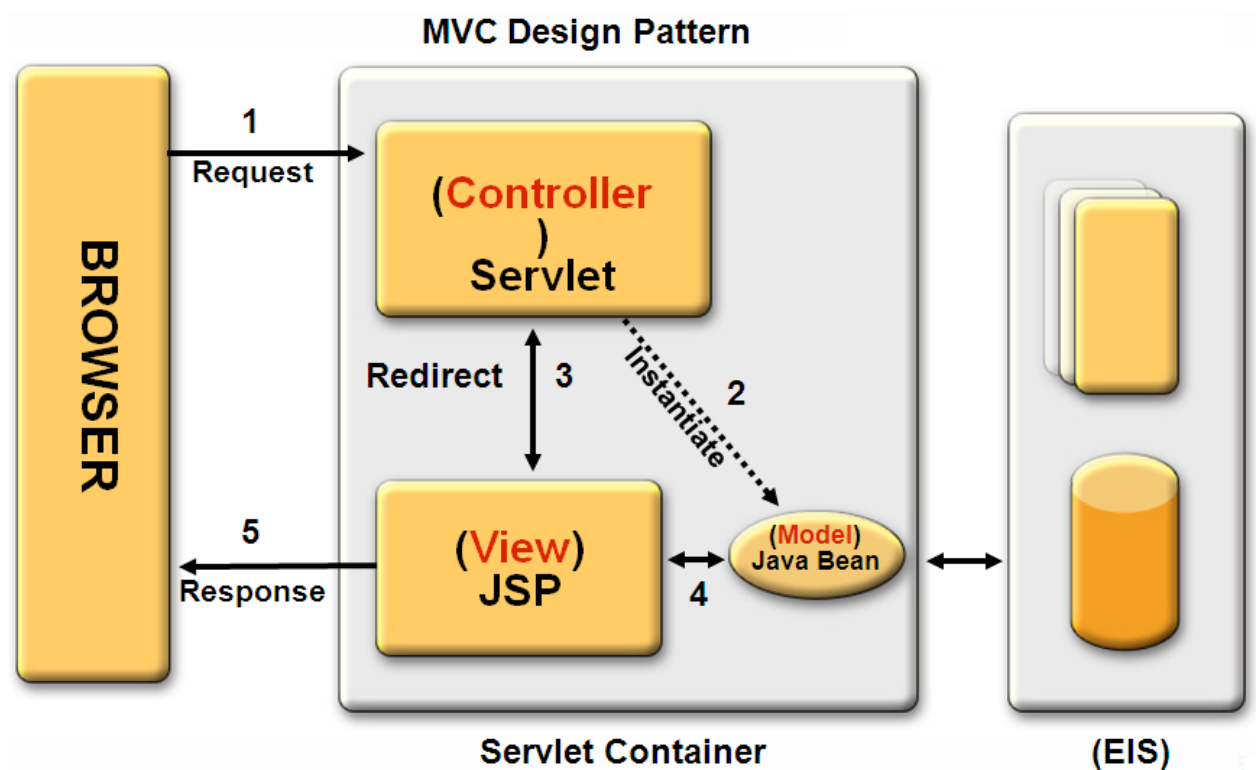 MVC Design Pattern
BROWSER
1
Request
(Controller
)
Servlet
Redirect
3
Instantiate
2
(View)
JSP
(Model)
Java Bean
4
5
Response
Servlet Container
(EIS)